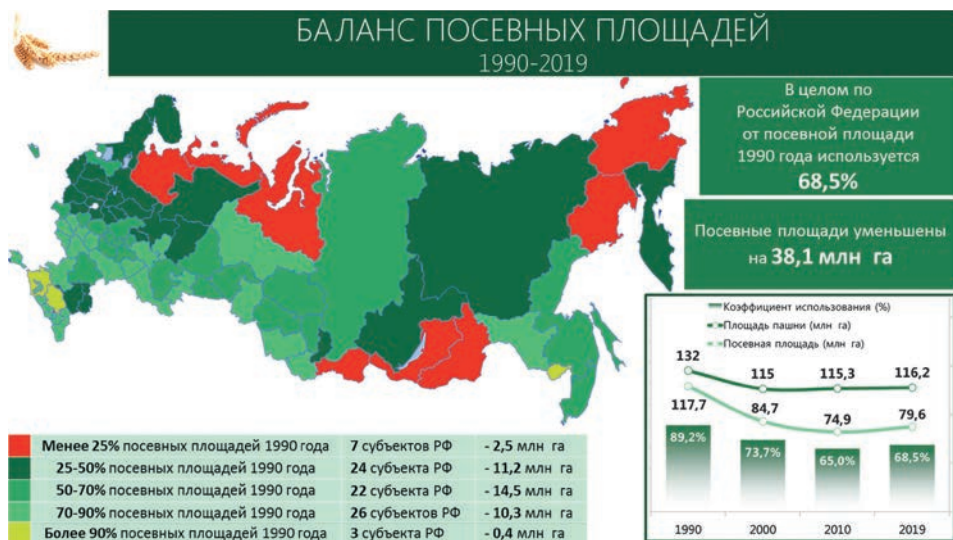 БАЛАНС ПОСЕВНЫХ ПЛОЩАДЕЙ
1990-2019
В целом по
Российской Федерации
от посевной площади
1990 года используется
68,5%
Посевные площади уменьшены
на 38,1 млн га
Коэффициент использования (%)
Площадь пашни (млн га)
Посевная площадь (млн га)
132
115
115,3
116,2
117,7
84,7
74,9
79,6
89,2%
73,7%
65,0%
68,5%
1990
2000
2010
2019
Менее 25% посевных площадей 1990 года 7 субъектов РФ - 2,5 млн га
25-50% посевных площадей 1990 года 24 субъекта РФ - 11,2 млн га
50-70% посевных площадей 1990 года 22 субъекта РФ - 14,5 млн га
70-90% посевных площадей 1990 года 26 субъектов РФ - 10,3 млн га
Более 90% посевных площадей 1990 года 3 субъекта РФ - 0,4 млн га